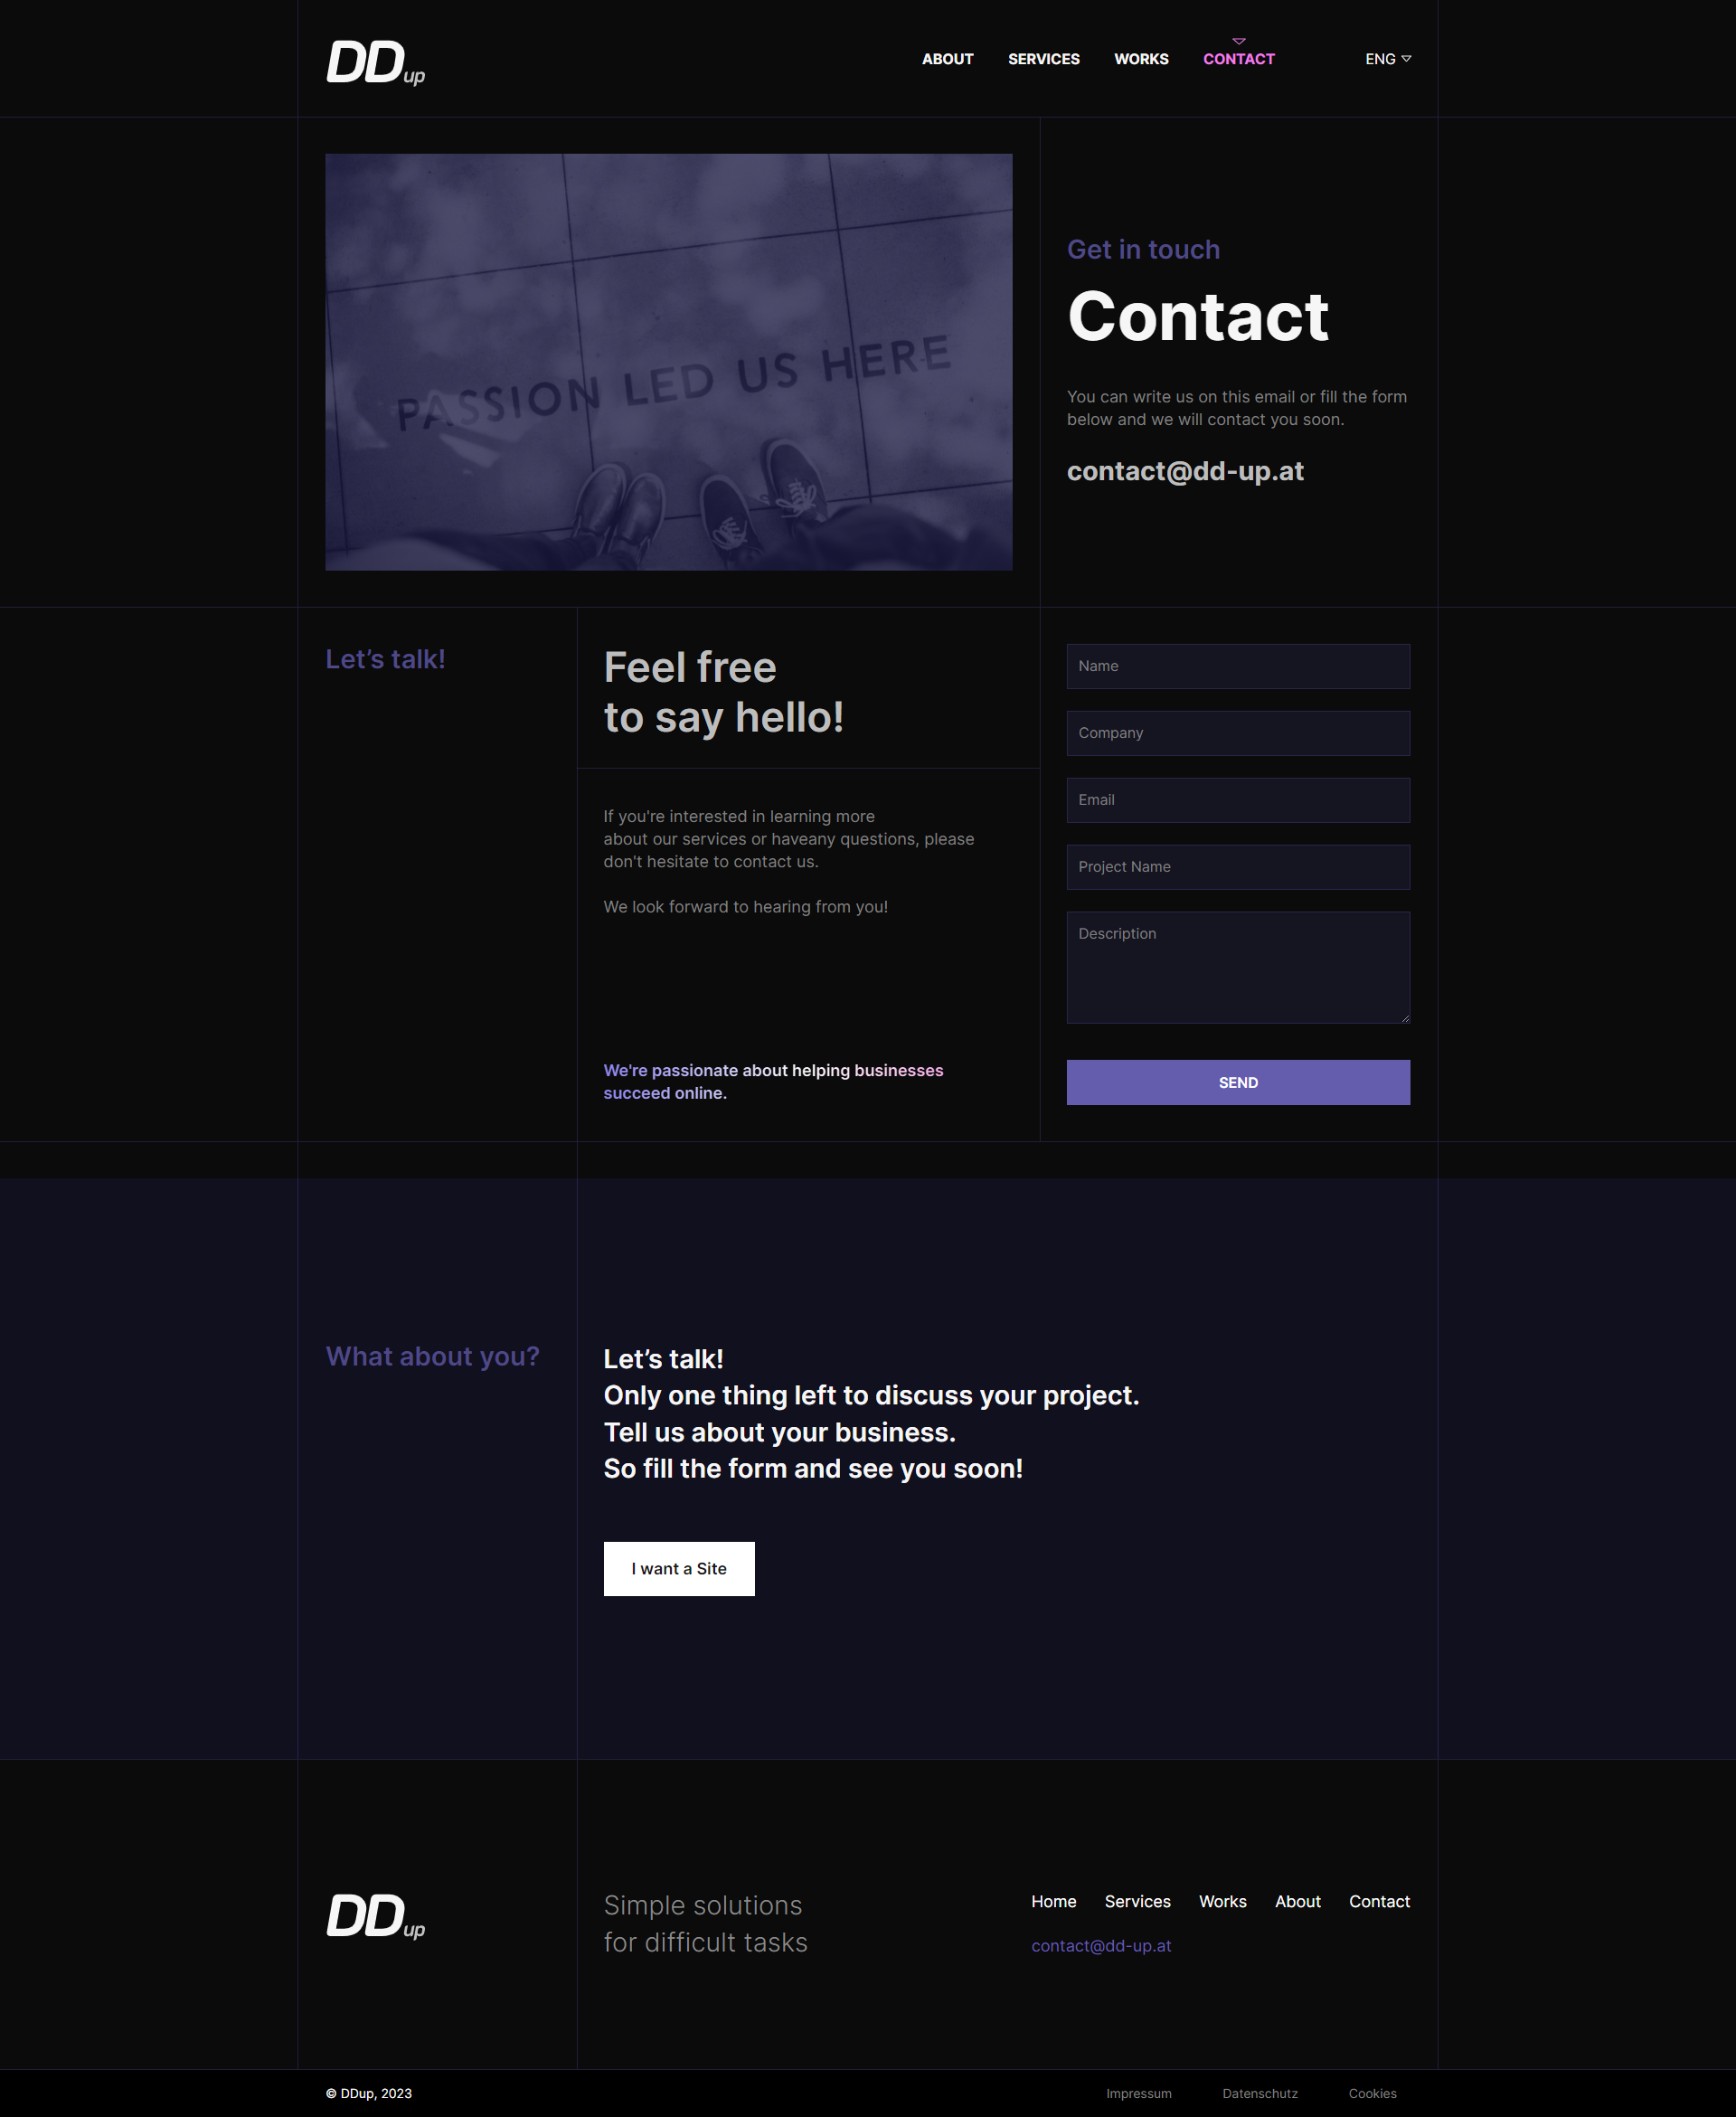 DDup
ABOUT SERVICES WORKS CONTACT ENG
PASSION LED US HERE
Get in touch
Contact
You can write us on this email or fill the form
below and we will contact you soon.
contact@dd-up.at
Let’s talk!
Feel free
to say hello!
If you're interested in learning more
about our services or haveany questions, please
don't hesitate to contact us.
We look forward to hearing from you!
We're passionate about helping businesses
succeed online.
Name
Company
Email
Project Name
Description
SEND
What about you?
Let’s talk!
Only one thing left to discuss your project.
Tell us about your business.
So fill the form and see you soon!
I want a Site
DDup
Simple solutions
for difficult tasks
Home Services Works About Contact
contact@dd-up.at
© DDup, 2023
Impressum Datenschutz Cookies